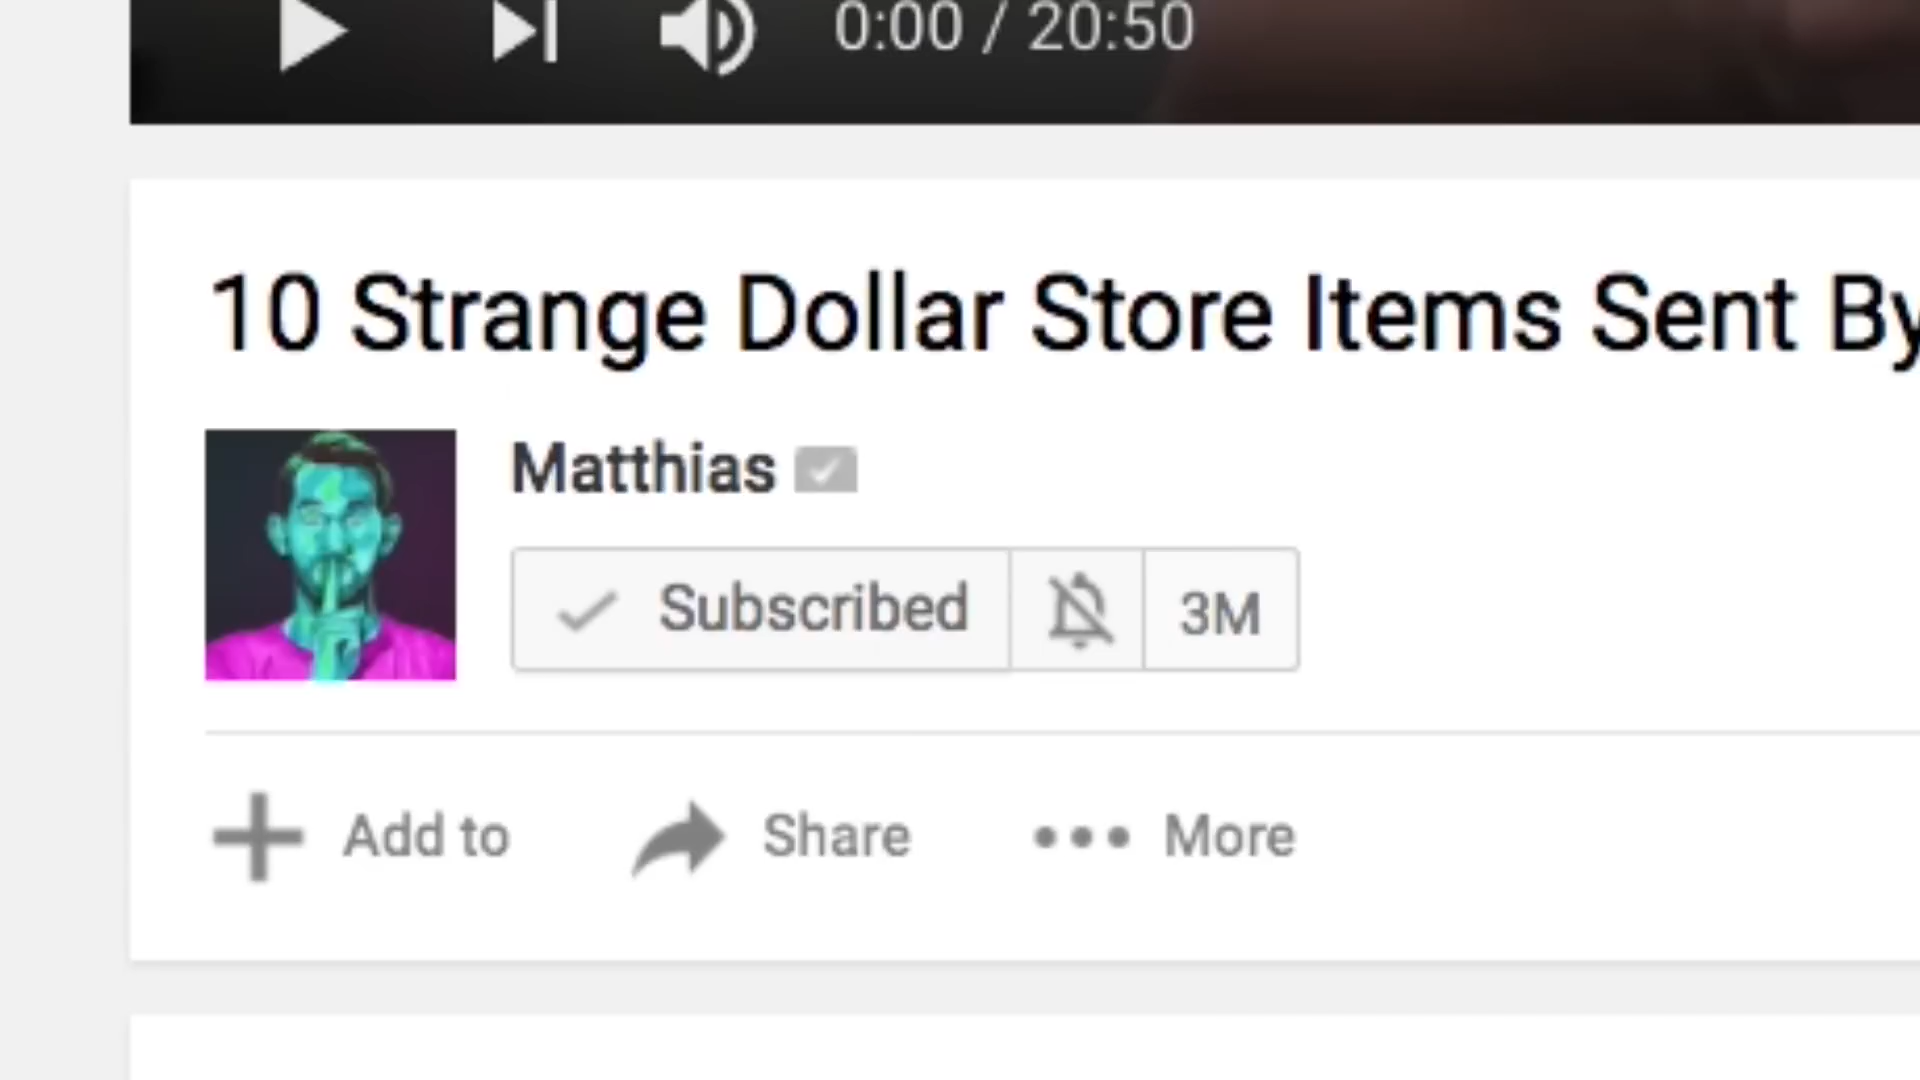 0:00 / 20:50
10 Strange Dollar Store Items Sent By
Matthias
Subscribed 3M
Add to Share More